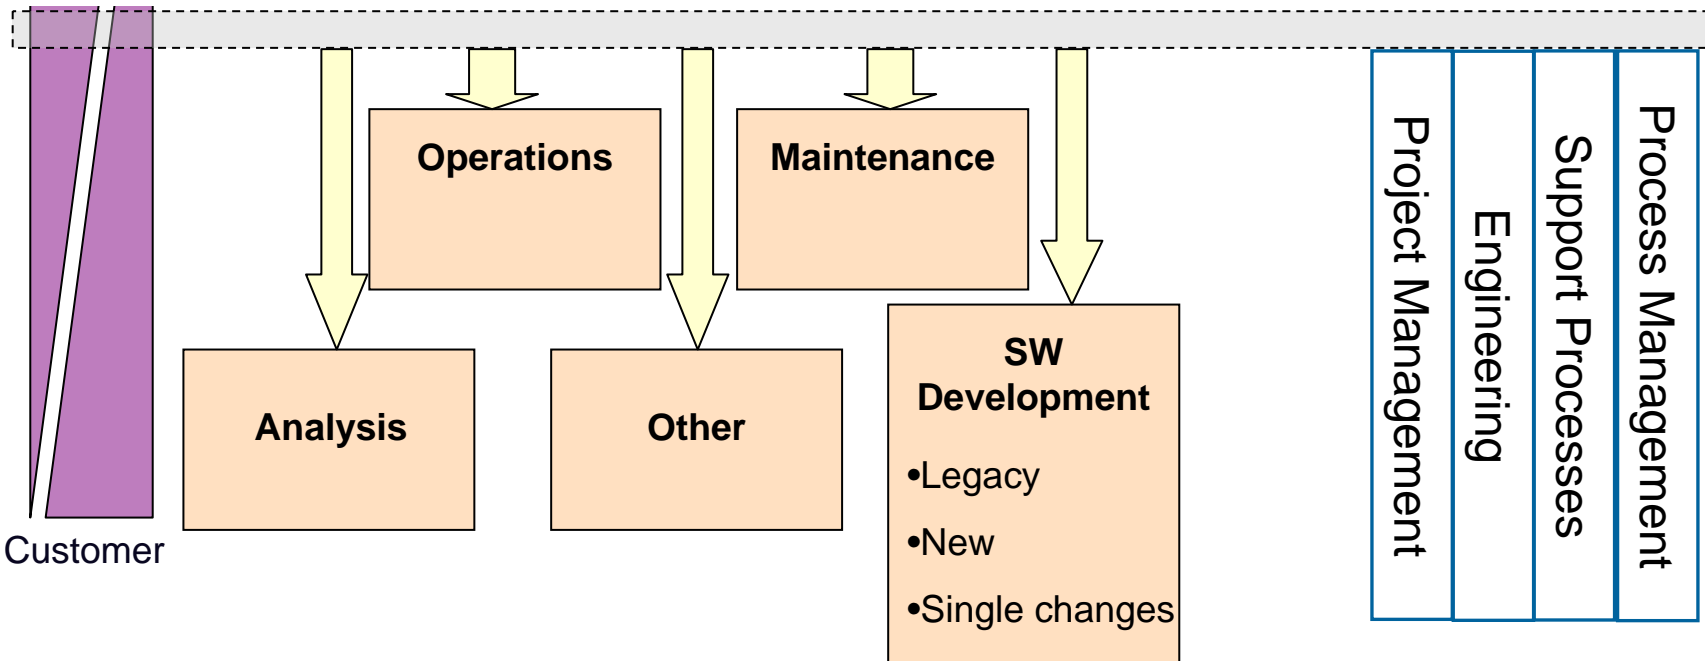 Operations
Maintenance
Analysis
Other
SW
Development
•Legacy
•New
•Single changes
Customer
Project Management
Engineering
Support Processes
Process Management